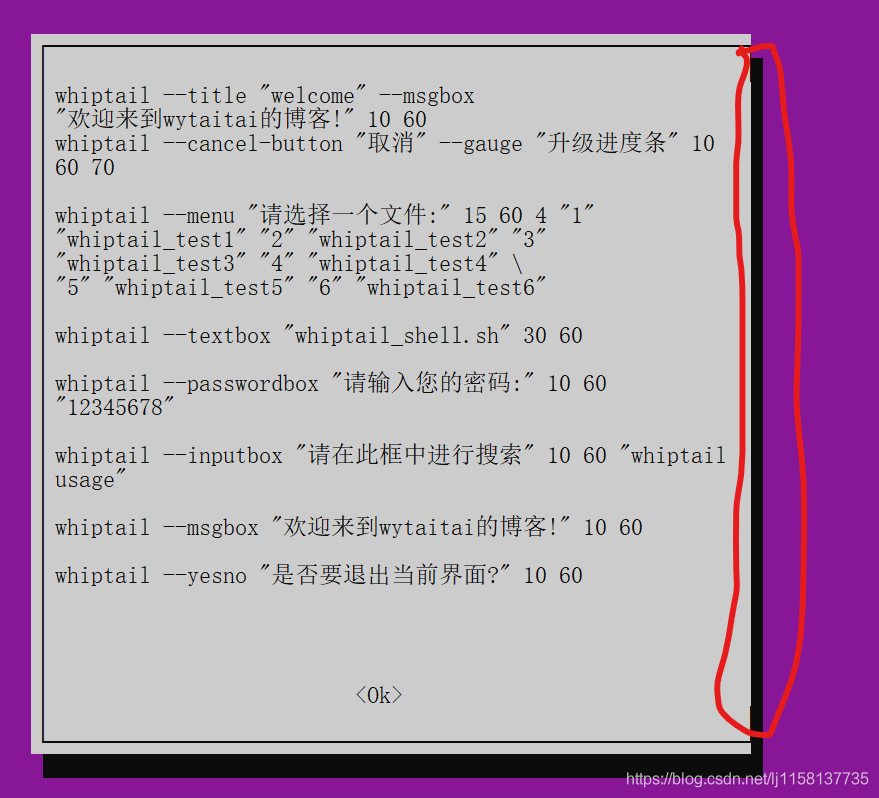 whiptail --title "welcome" --msgbox
"欢迎来到wytaitai的博客!" 10 60
whiptail --cancel-button "取消" --gauge "升级进度条" 10
60 70
whiptail --menu "请选择一个文件:" 15 60 4 "1"
"whiptail_test1" "2" "whiptail_test2" "3"
"whiptail_test3" "4" "whiptail_test4" \
"5" "whiptail_test5" "6" "whiptail_test6"
whiptail --textbox "whiptail_shell.sh" 30 60
whiptail --passwordbox "请输入您的密码:" 10 60
"12345678"
whiptail --inputbox "请在此框中进行搜索" 10 60 "whiptail
usage"
whiptail --msgbox "欢迎来到wytaitai的博客!" 10 60
whiptail --yesno "是否要退出当前界面?" 10 60
<Ok>
https://blog.csdn.net/lj1158137735